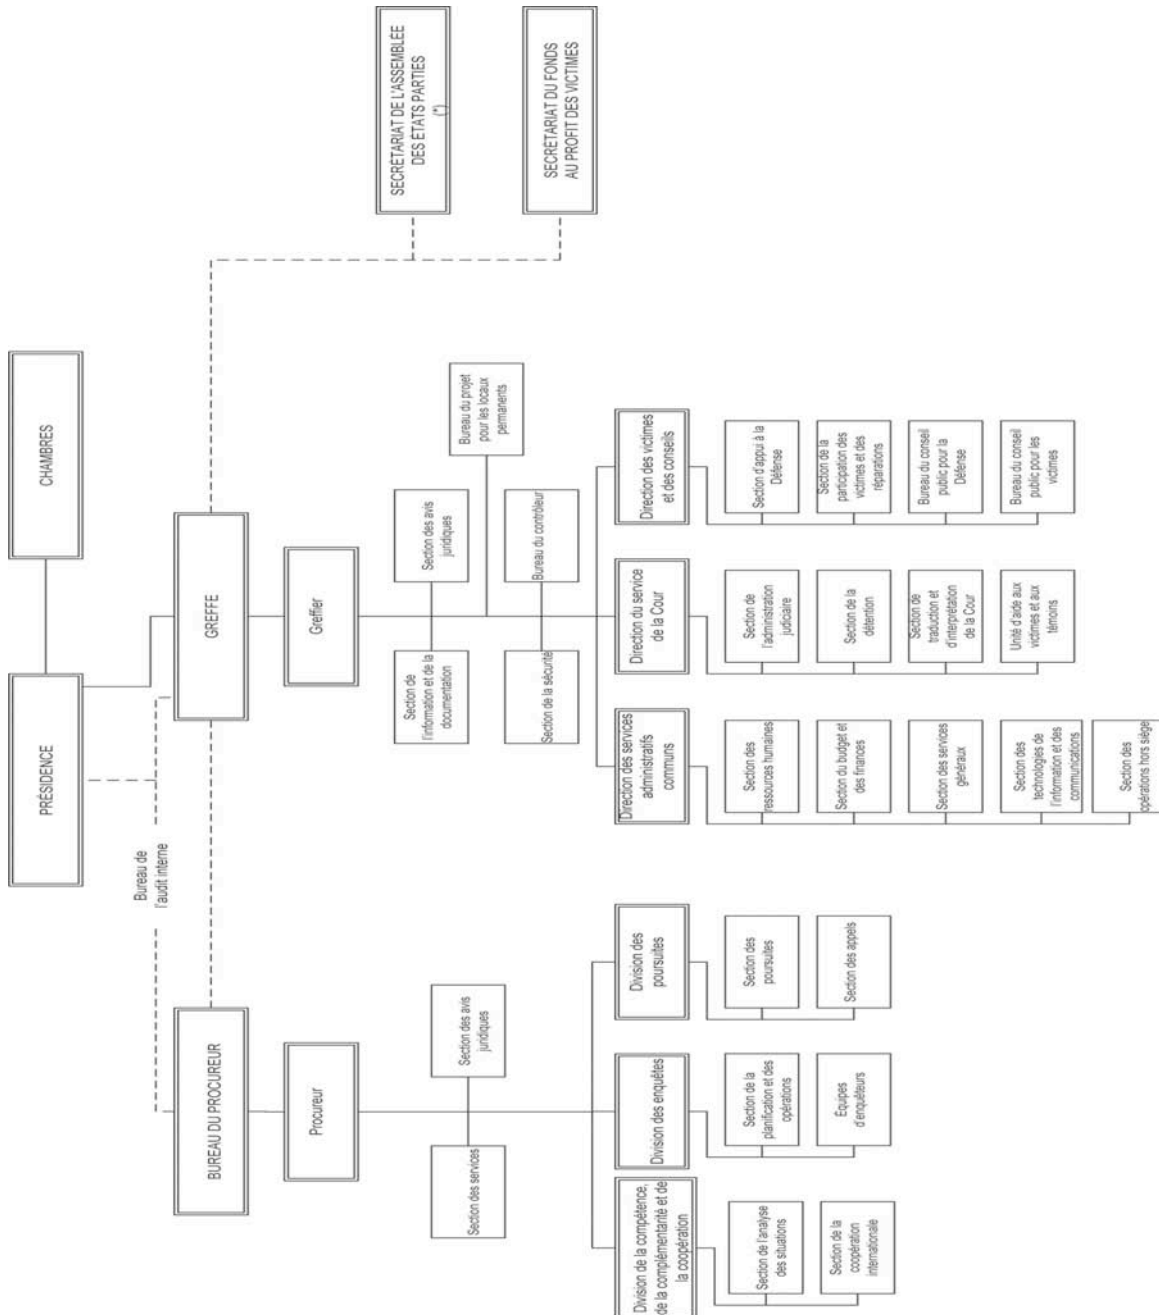 PRÉSIDENCE
CHAMBRES
Bureau de
l'audit interne
BUREAU DU PROCUREUR
GREFFE
SECRÉTARIAT DE L'ASSEMBLÉE
DES ÉTATS PARTIES
(*)
SECRÉTARIAT DU FONDS
AU PROFIT DES VICTIMES
Procureur
Section des services
Section des avis
juridiques
Division de la compétence,
de la complémentarité et de
la coopération
Section de l'analyse
des situations
Section de la
coopération
internationale
Division des enquêtes
Section de la
planification et des
opérations
Équipes
d'enquêteurs
Division des
poursuites
Section des
poursuites
Section des appels
Greffier
Section de
l'information et de la
documentation
Section des avis
juridiques
Bureau du projet
pour les locaux
permanents
Section de la sécurité
Bureau du contrôleur
Direction des services
administratifs
communs
Section des
ressources humaines
Section du budget et
des finances
Section des services
généraux
Section des
technologies de
l'information et des
communications
Section des
opérations hors siège
Direction du service
de la Cour
Section de
l'administration
judiciaire
Section de la
détention
Section de
traduction et
d'interprétation
de la Cour
Unité d'aide aux
victimes et aux
témoins
Direction des victimes
et des conseils
Section d'appui à la
Défense
Section de la
participation des
victimes et des
réparations
Bureau du conseil
public pour la
Défense
Bureau du conseil
public pour les
victimes